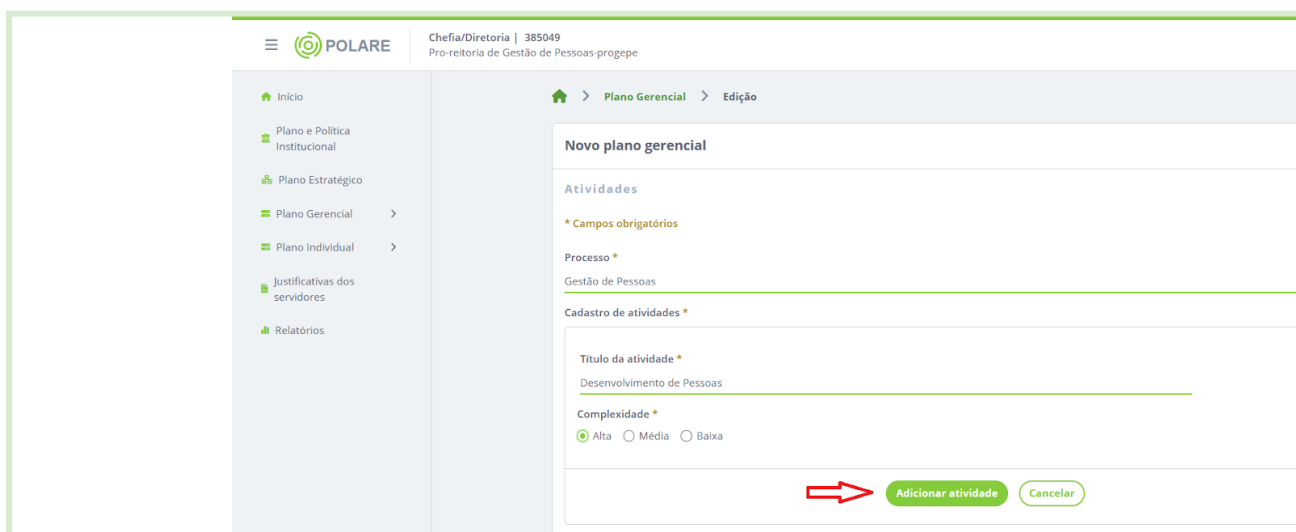 POLARE
Chefia/Diretoria | 385049
Pro-reitoria de Gestão de Pessoas-progepe
Início
Plano e Política
Institucional
Plano Estratégico
Plano Gerencial
Plano Individual
Justificativas dos
servidores
Relatórios
Plano Gerencial > Edição
Novo plano gerencial
Atividades
* Campos obrigatórios
Processo *
Gestão de Pessoas
Cadastro de atividades *
Título da atividade *
Desenvolvimento de Pessoas
Complexidade *
Alta Média Baixa
Adicionar atividade Cancelar